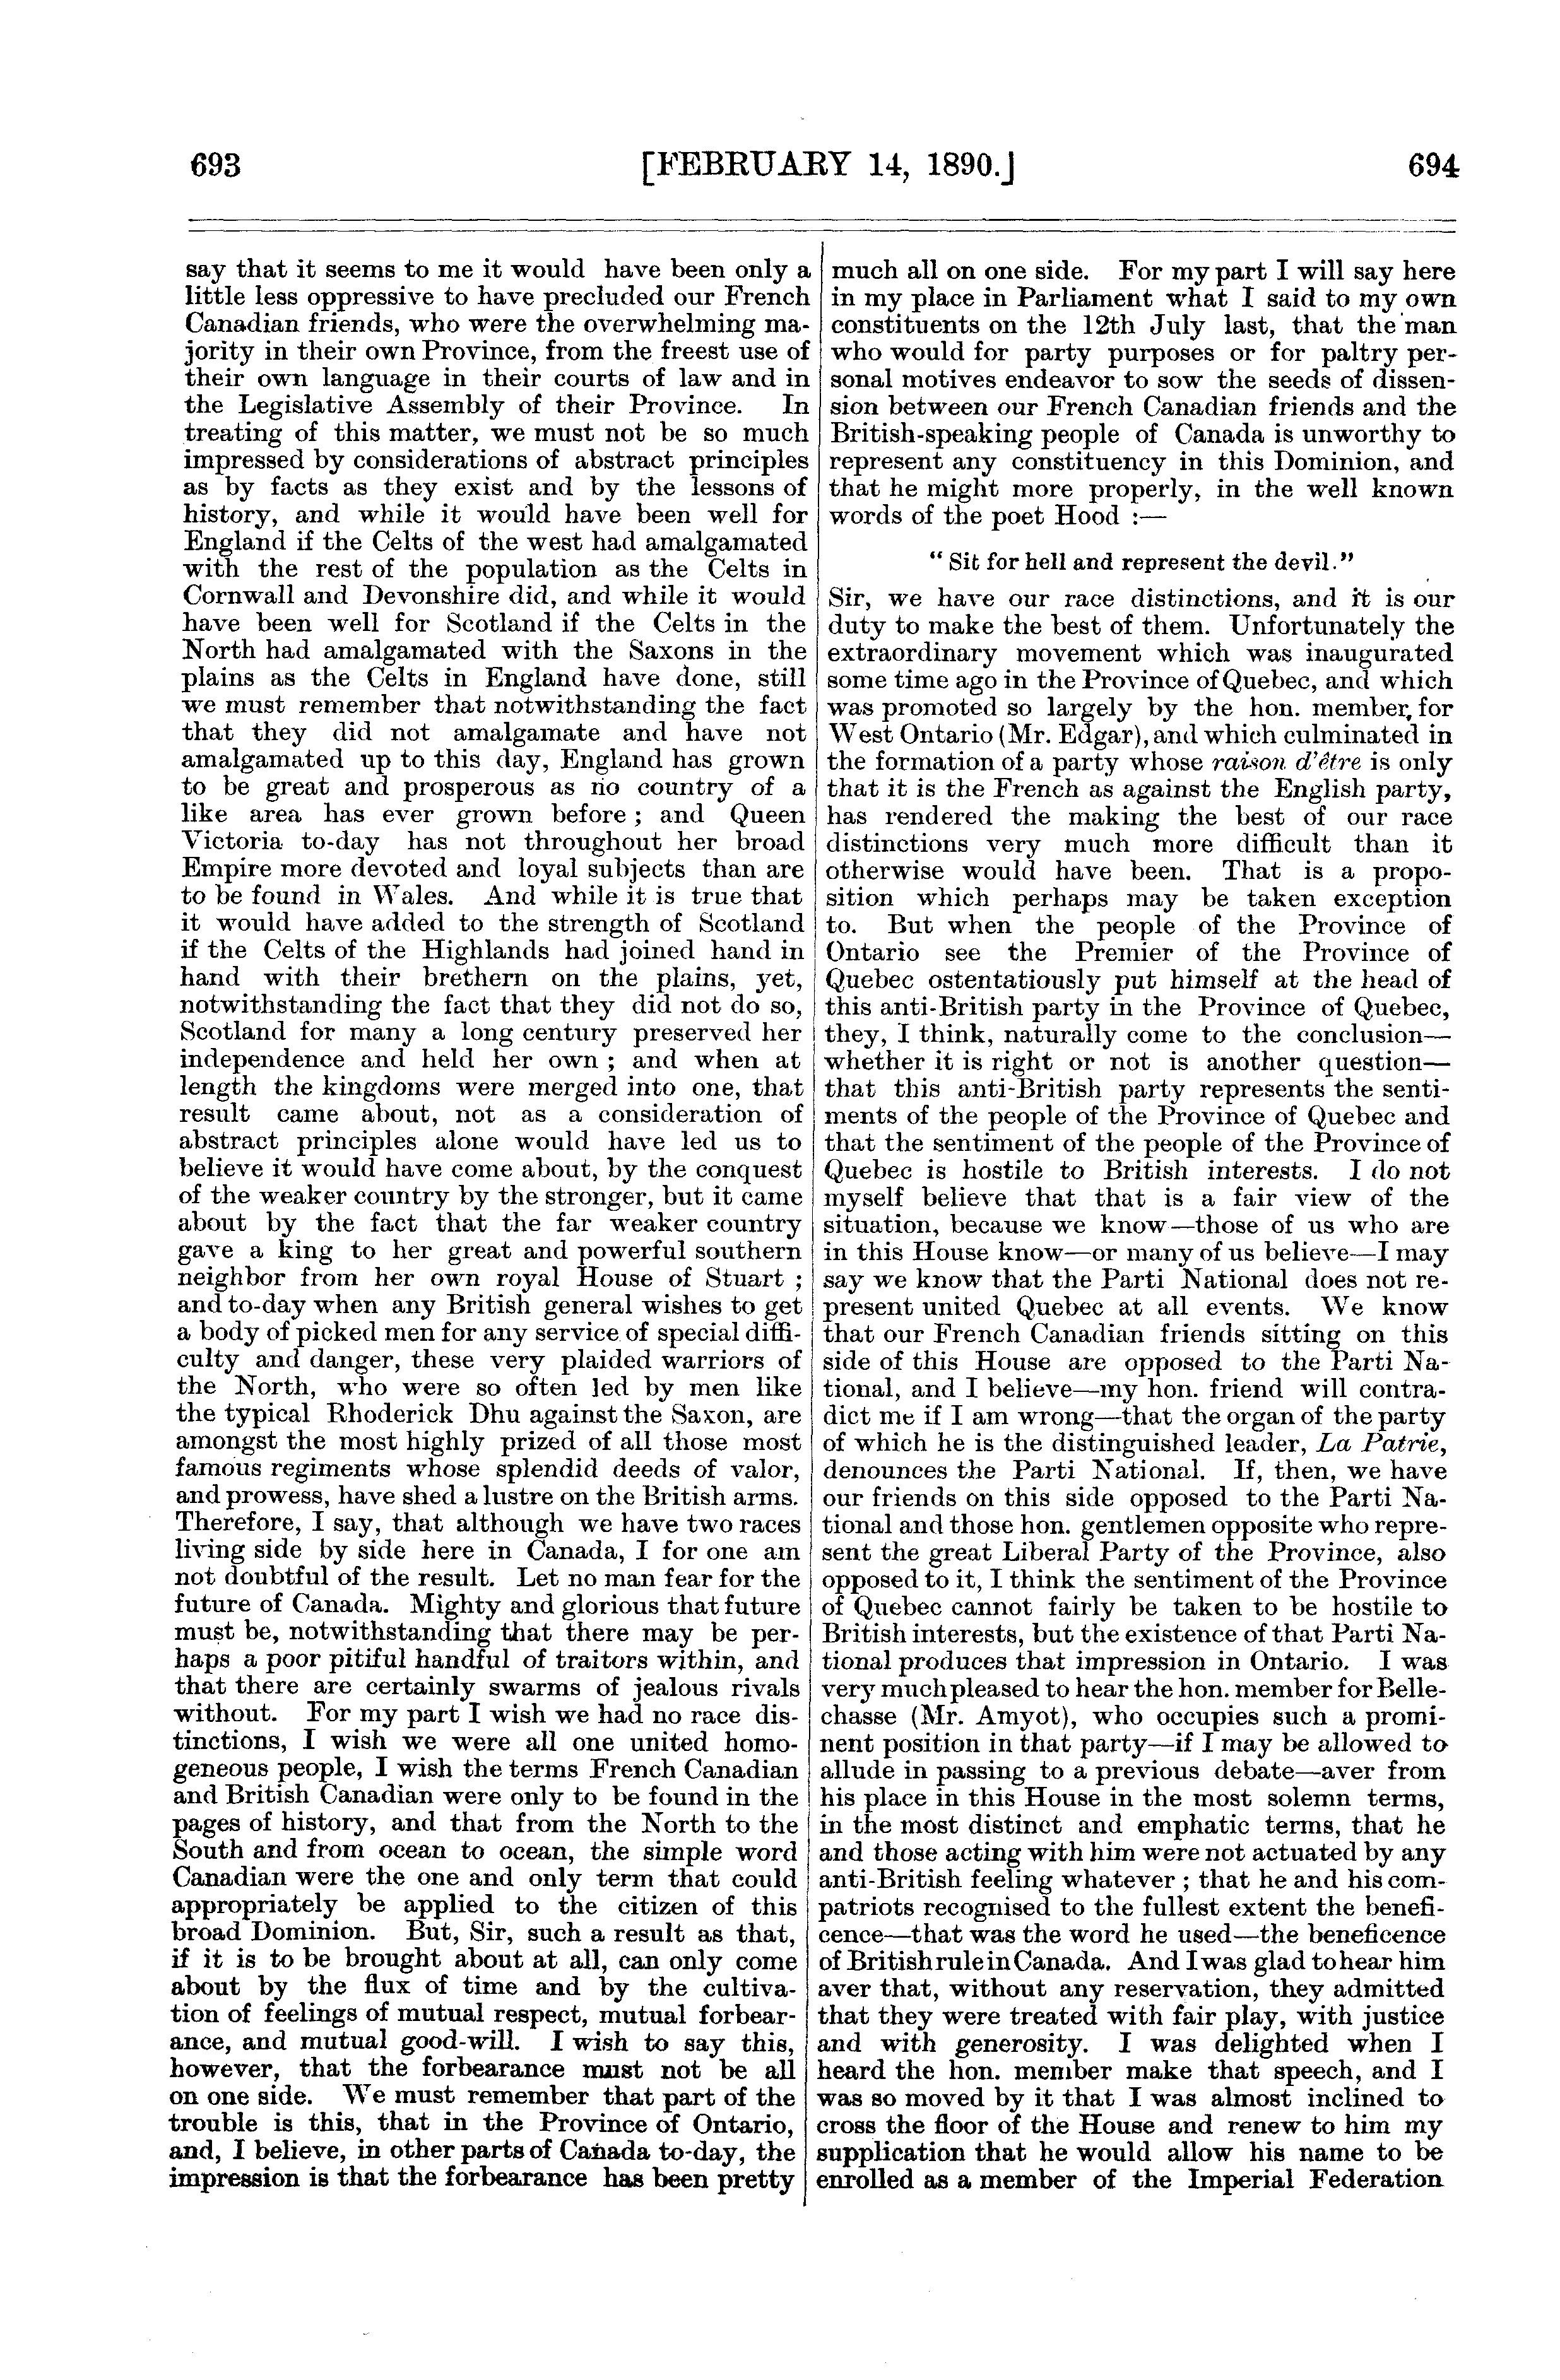 693
[FEBRUARY 14, 1890.]
694
say that it seems to me it would have been only a
little less oppressive to have precluded our French
Canadian friends, who were the overwhelming ma-
jority in their own Province, from the freest use of
their own language in their courts of law and in
the Legislative Assembly of their Province. In
treating of this matter, we must not be so much
impressed by considerations of abstract principles
as by facts as they exist and by the lessons of
history, and while it would have been well for
England if the Celts of the west had amalgamated
with the rest of the population as the Celts in
Cornwall and Devonshire did, and while it would
have been well for Scotland if the Celts in the
North had amalgamated with the Saxons in the
plains as the Celts in England have done, still
we must remember that notwithstanding the fact
that they did not amalgamate and have not
amalgamated up to this day, England has grown
to be great and prosperous as no country of a
like area has ever grown before ; and Queen
Victoria to-day has not throughout her broad
Empire more devoted and loyal subjects than are
to be found in Wales. And while it is true that
it would have added to the strength of Scotland
if the Celts of the Highlands had joined hand in
hand with their brethern on the plains, yet,
notwithstanding the fact that they did not do so,
Scotland for many a long century preserved her
independence and held her own ; and when at
length the kingdoms were merged into one, that
result came about, not as a consideration of
abstract principles alone would have led us to
believe it would have come about, by the conquest
of the weaker country by the stronger, but it came
about by the fact that the far weaker country
gave a king to her great and powerful southern
neighbor from her own royal House of Stuart ;
and to-day when any British general wishes to get
a body of picked men for any service of special diffi-
culty and danger, these very plaided warriors of
the North, who were so often led by men like
the typical Rhoderick Dhu against the Saxon, are
amongst the most highly prized of all those most
famous regiments whose splendid deeds of valor,
and prowess, have shed a lustre on the British arms.
Therefore, I say, that although we have two races
living side by side here in Canada, I for one am
not doubtful of the result. Let no man fear for the
future of Canada. Mighty and glorious that future
must be, notwithstanding that there may be per-
haps a poor pitiful handful of traitors within, and
that there are certainly swarms of jealous rivals
without. For my part I wish we had no race dis-
tinctions, I wish we were all one united homo-
geneous people, I wish the terms French Canadian
and British Canadian were only to be found in the
pages of history, and that from the North to the
South and from ocean to ocean, the simple word
Canadian were the one and only term that could
appropriately be applied to the citizen of this
broad Dominion. But, Sir, such a result as that,
if it is to be brought about at all, can only come
about by the flux of time and by the cultiva-
tion of feelings of mutual respect, mutual forbear-
ance, and mutual good-will. I wish to say this,
however, that the forbearance must not be all
on one side. We must remember that part of the
trouble is this, that in the Province of Ontario,
and, I believe, in other parts of Canada to-day, the
impression is that the forbearance has been pretty
much all on one side. For my part I will say here
in my place in Parliament what I said to my own
constituents on the 12th July last, that the man
who would for party purposes or for paltry per-
sonal motives endeavor to sow the seeds of dissen-
sion between our French Canadian friends and the
British-speaking people of Canada is unworthy to
represent any constituency in this Dominion, and
that he might more properly, in the well known
words of the poet Hood :—
“ Sit for hell and represent the devil.”
Sir, we have our race distinctions, and it is our
duty to make the best of them. Unfortunately the
extraordinary movement which was inaugurated
some time ago in the Province of Quebec, and which
was promoted so largely by the hon. member, for
West Ontario (Mr. Edgar), and which culminated in
the formation of a party whose raison d'être is only
that it is the French as against the English party,
has rendered the making the best of our race
distinctions very much more difficult than it
otherwise would have been. That is a propo-
sition which perhaps may be taken exception
to. But when the people of the Province of
Ontario see the Premier of the Province of
Quebec ostentatiously put himself at the head of
this anti-British party in the Province of Quebec,
they, I think, naturally come to the conclusion—
whether it is right or not is another question—
that this anti-British party represents the senti-
ments of the people of the Province of Quebec and
that the sentiment of the people of the Province of
Quebec is hostile to British interests. I do not
myself believe that that is a fair view of the
situation, because we know—those of us who are
in this House know—or many of us believe—I may
say we know that the Parti National does not re-
present united Quebec at all events. We know
that our French Canadian friends sitting on this
side of this House are opposed to the Parti Na-
tional, and I believe—my hon. friend will contra-
dict me if I am wrong—that the organ of the party
of which he is the distinguished leader, La Patrie,
denounces the Parti National. If, then, we have
our friends on this side opposed to the Parti Na-
tional and those hon. gentlemen opposite who repre-
sent the great Liberal Party of the Province, also
opposed to it, I think the sentiment of the Province
of Quebec cannot fairly be taken to be hostile to
British interests, but the existence of that Parti Na-
tional produces that impression in Ontario. I was
very much pleased to hear the hon. member for Belle-
chasse (Mr. Amyot), who occupies such a promi-
nent position in that party—if I may be allowed to
allude in passing to a previous debate—aver from
his place in this House in the most solemn terms,
in the most distinct and emphatic terms, that he
and those acting with him were not actuated by any
anti-British feeling whatever ; that he and his com-
patriots recognised to the fullest extent the benefi-
cence—that was the word he used—the beneficence
of British rule in Canada. And I was glad to hear him
aver that, without any reservation, they admitted
that they were treated with fair play, with justice
and with generosity. I was delighted when I
heard the hon. member make that speech, and I
was so moved by it that I was almost inclined to
cross the floor of the House and renew to him my
supplication that he would allow his name to be
enrolled as a member of the Imperial Federation